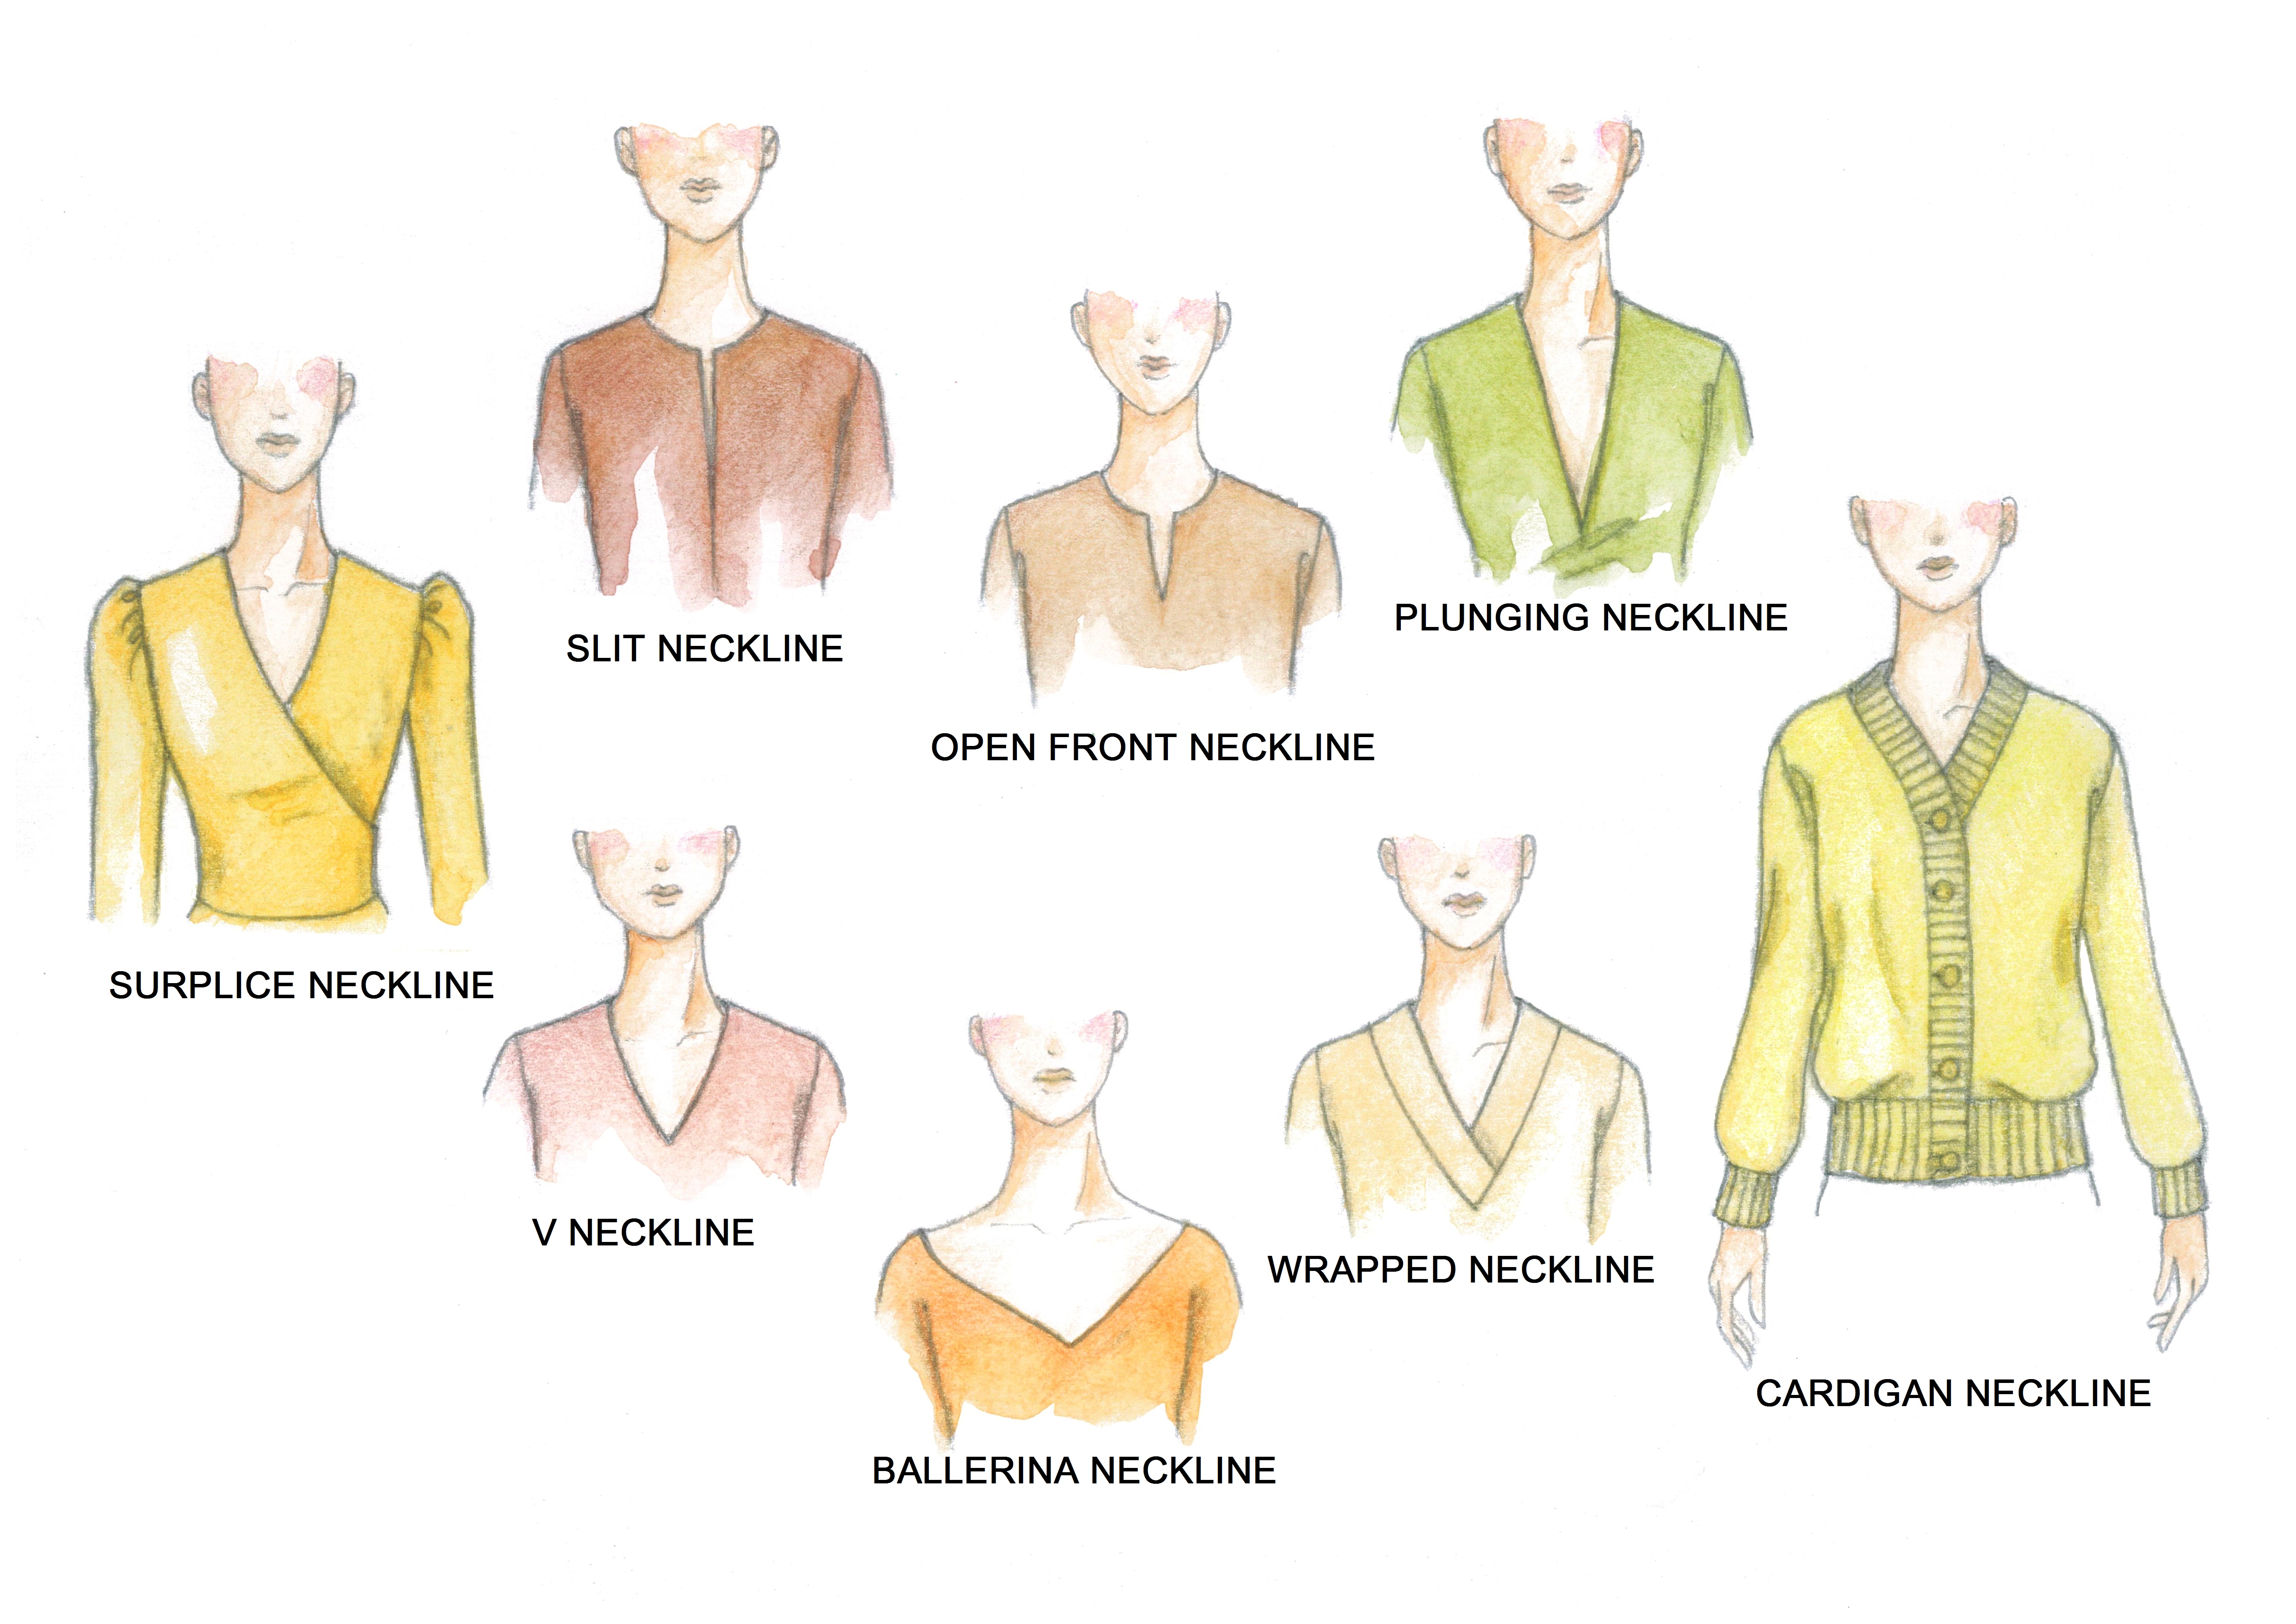 PLUNGING NECKLINE
SLIT NECKLINE
OPEN FRONT NECKLINE
SURPLICE NECKLINE
V NECKLINE
WRAPPED NECKLINE
CARDIGAN NECKLINE
BALLERINA NECKLINE